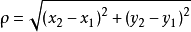 ρ = √(x₂ − x₁)² + (y₂ − y₁)²